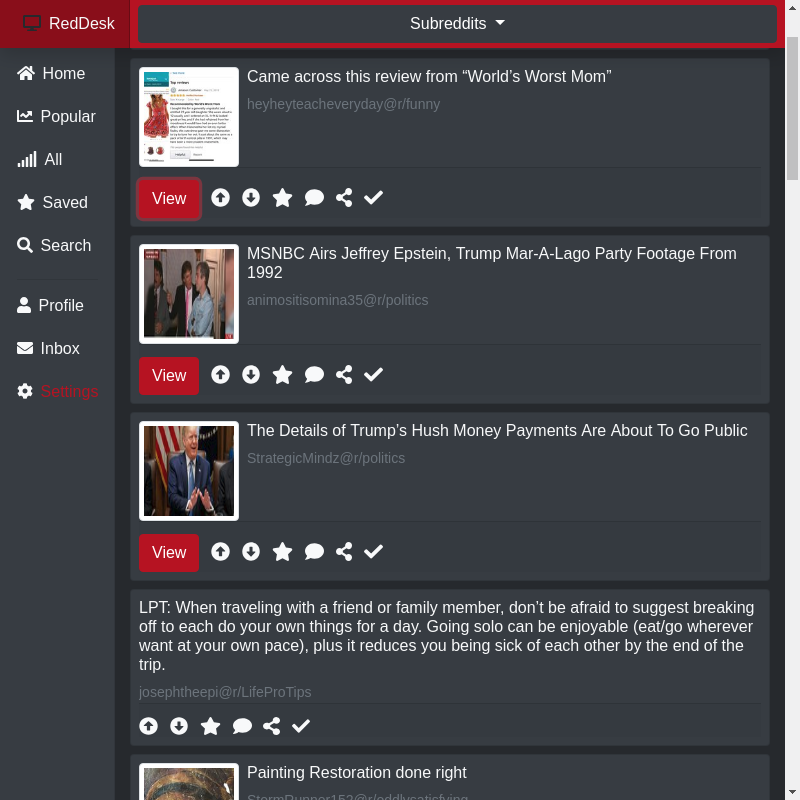 RedDesk
Subreddits
Home
Popular
All
Saved
Search
Profile
Inbox
Settings
Top reviews
Came across this review from “World’s Worst Mom”
heyheyteacheveryday@r/funny
View
MSNBC Airs Jeffrey Epstein, Trump Mar-A-Lago Party Footage From
1992
animositisomina35@r/politics
View
The Details of Trump’s Hush Money Payments Are About To Go Public
StrategicMindz@r/politics
View
LPT: When traveling with a friend or family member, don’t be afraid to suggest breaking
off to each do your own things for a day. Going solo can be enjoyable (eat/go wherever
want at your own pace), plus it reduces you being sick of each other by the end of the
trip.
josephtheepi@r/LifeProTips
Painting Restoration done right
StormRunner152@r/oddlysatisfying